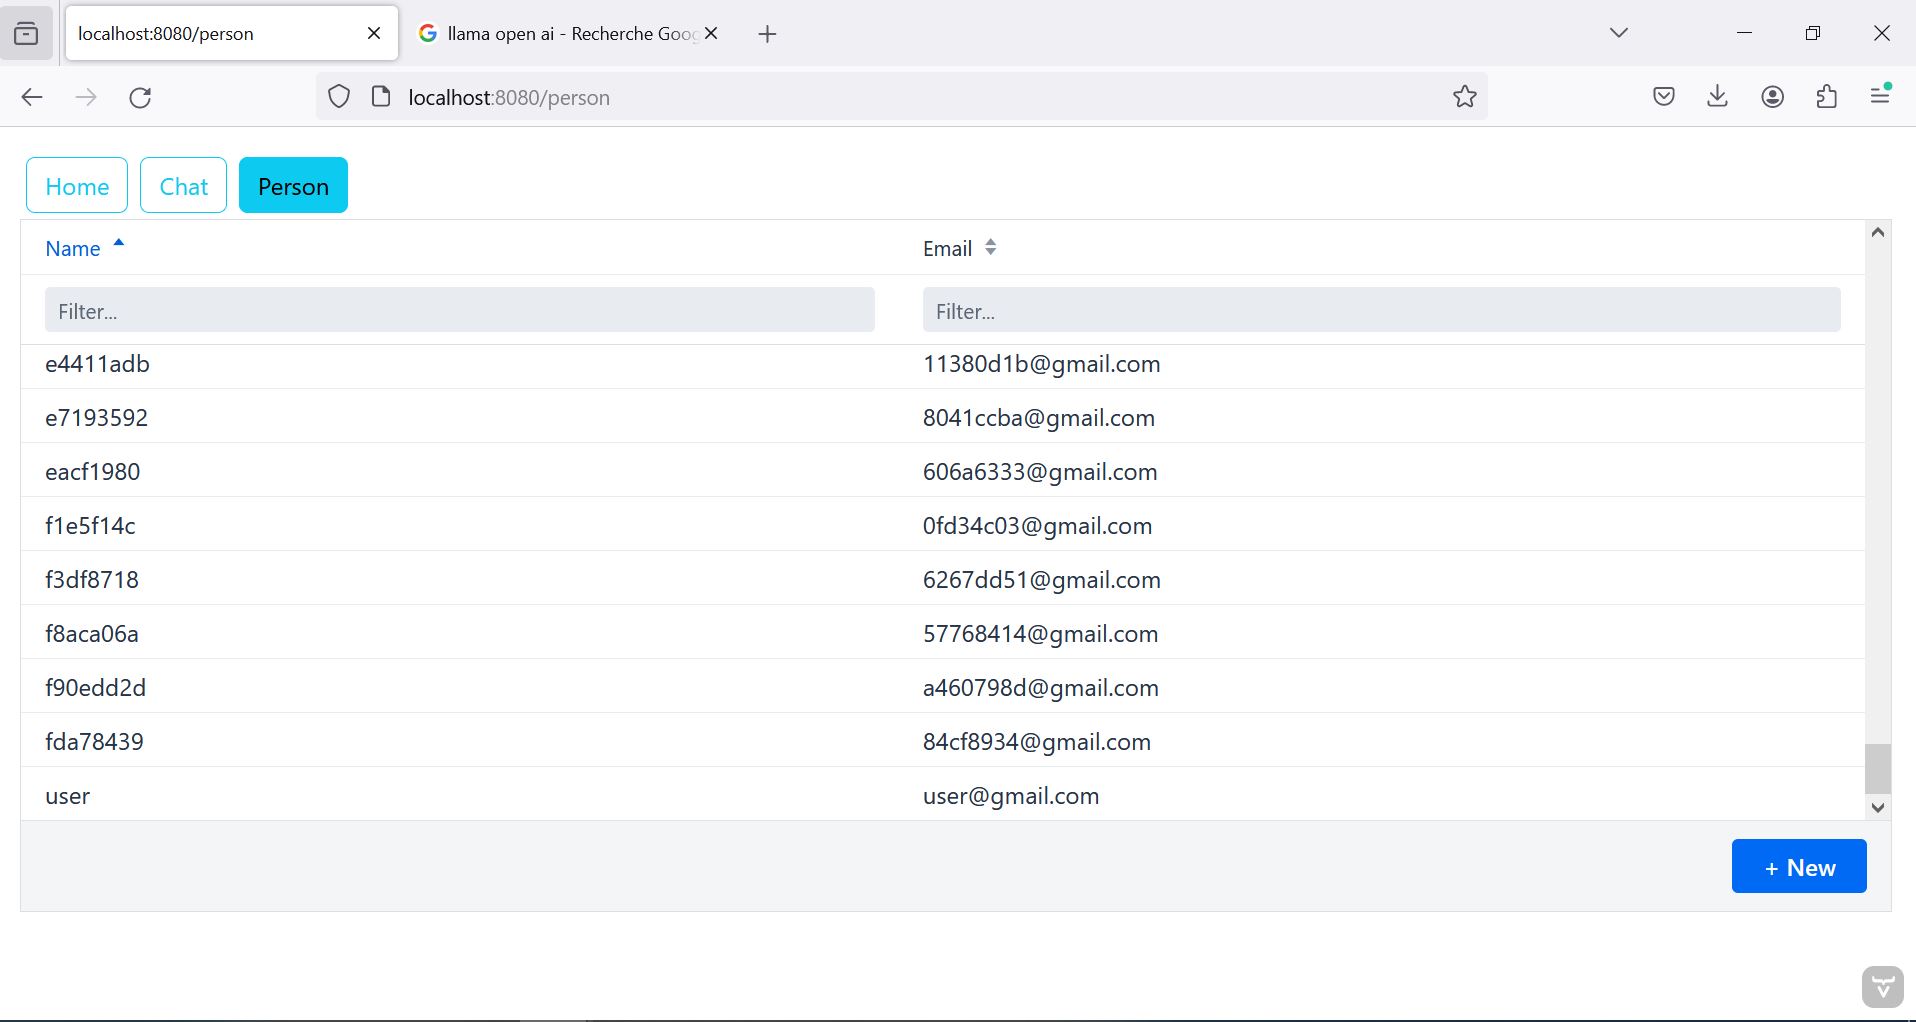 localhost:8080/person
llama open ai - Recherche Goog
localhost:8080/person
Home Chat Person
Name Email
Filter... Filter...
e4411adb 11380d1b@gmail.com
e7193592 8041ccba@gmail.com
eacf1980 606a6333@gmail.com
f1e5f14c 0fd34c03@gmail.com
f3df8718 6267dd51@gmail.com
f8aca06a 57768414@gmail.com
f90edd2d a460798d@gmail.com
fda78439 84cf8934@gmail.com
user user@gmail.com
+ New